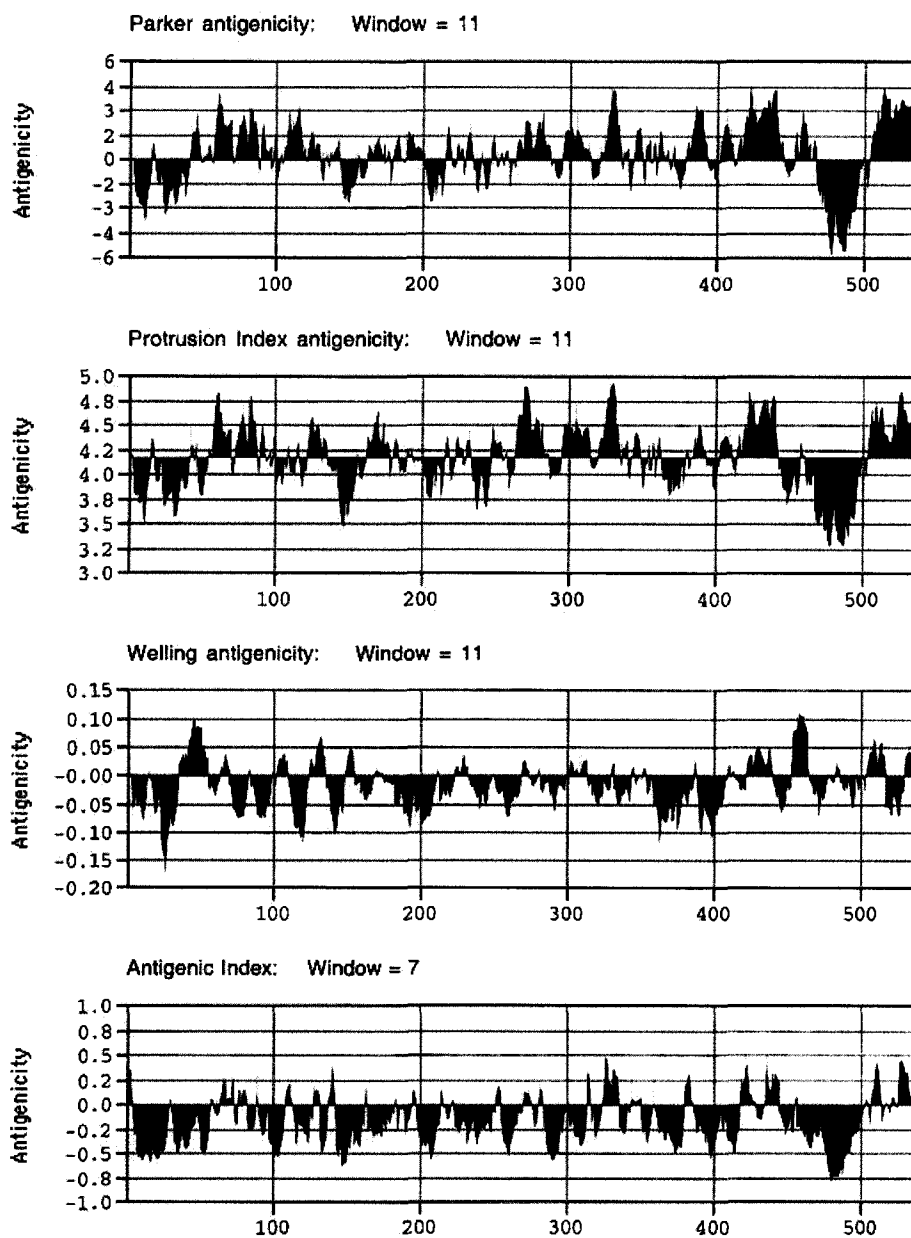 Parker antigenicity: Window = 11
Antigenicity
6
4
3
2
0
-2
-3
-4
-6
100 200 300 400 500
Protrusion Index antigenicity: Window = 11
Antigenicity
5.0
4.8
4.5
4.2
4.0
3.8
3.5
3.2
3.0
100 200 300 400 500
Welling antigenicity: Window = 11
Antigenicity
0.15
0.10
0.05
-0.00
-0.05
-0.10
-0.15
-0.20
100 200 300 400 500
Antigenic Index: Window = 7
Antigenicity
1.0
0.8
0.5
0.2
0.0
-0.2
-0.5
-0.8
-1.0
100 200 300 400 500